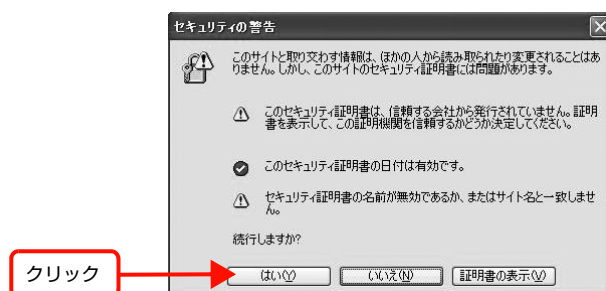 セキュリティの警告
このサイトと取り交わす情報は、ほかの人から読み取られたり変更されることはあ
りません。しかし、このサイトのセキュリティ証明書には問題があります。
このセキュリティ証明書は、信頼する会社から発行されていません。証明
書を表示して、この証明機関を信頼するかどうか決定してください。
このセキュリティ証明書の日付は有効です。
セキュリティ証明書の名前が無効であるか、またはサイト名と一致しませ
ん。
続行しますか?
クリック
はい(Y) いいえ(N) 証明書の表示(V)